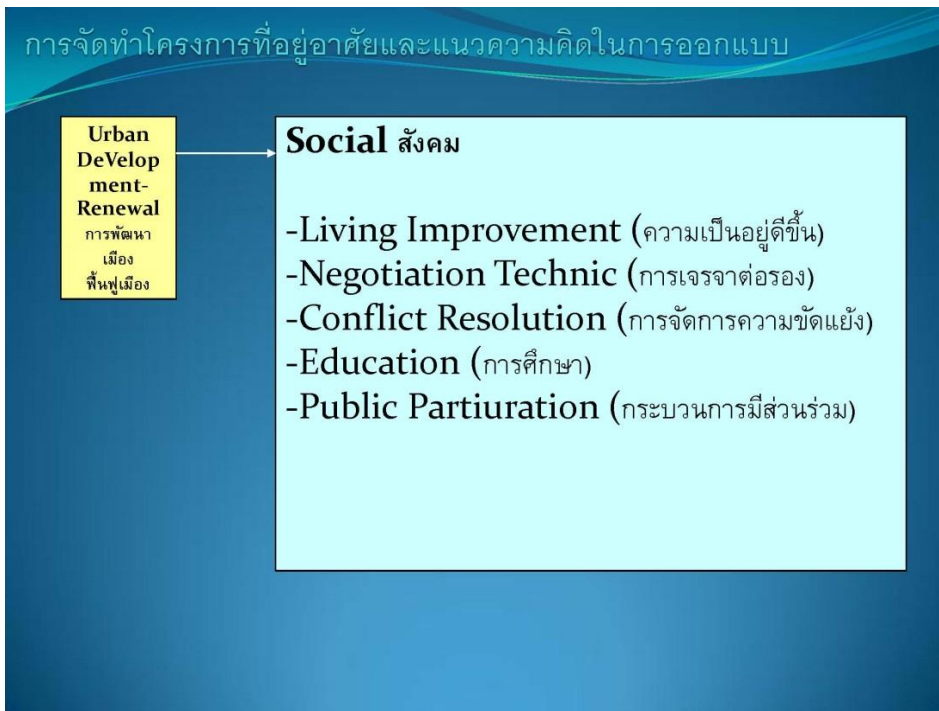 การจัดทำโครงการที่อยู่อาศัยและแนวความคิดในการออกแบบ
Urban
DeVelop
ment-
Renewal
การพัฒนา
เมือง
ฟื้นฟูเมือง
Social สังคม
-Living Improvement (ความเป็นอยู่ดีขึ้น)
-Negotiation Technic (การเจรจาต่อรอง)
-Conflict Resolution (การจัดการความขัดแย้ง)
-Education (การศึกษา)
-Public Partiuration (กระบวนการมีส่วนร่วม)